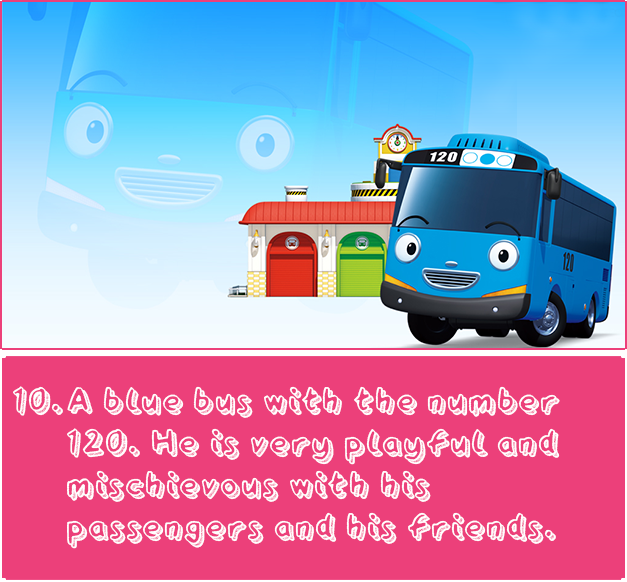 120
120
10. A blue bus with the number
120. He is very playful and
mischievous with his
passengers and his friends.